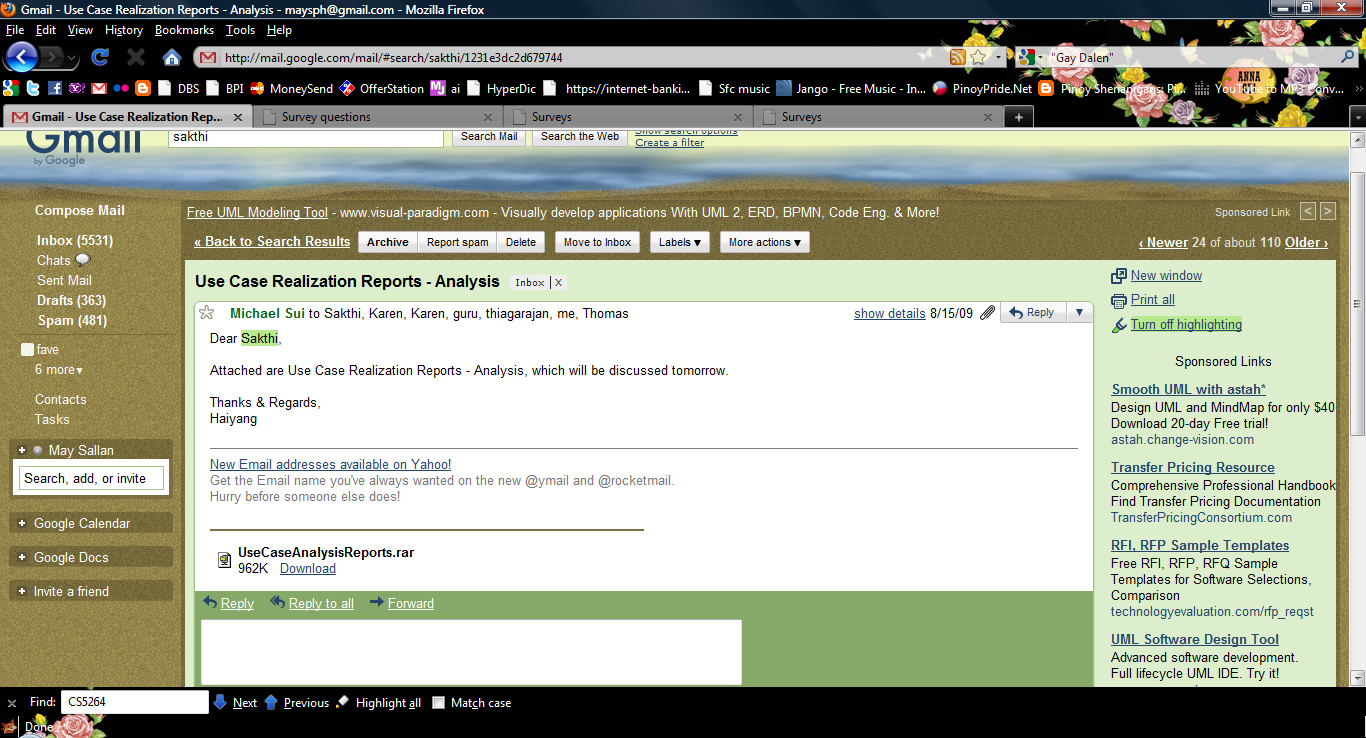 Gmail - Use Case Realization Reports - Analysis - maysph@gmail.com - Mozilla Firefox
File Edit View History Bookmarks Tools Help
http://mail.google.com/mail/#search/sakthi/1231e3dc2d679744
"Gay Dalen"
DBS BPI MoneySend OfferStation ai HyperDic https://internet-banki... Sfc music Jango - Free Music - In... PinoyPride.Net Pinoy Shenanigans: Pi... YouTube to MP3 Conv... »
ANNA
Gmail - Use Case Realization Rep... Survey questions Surveys Surveys
Gmail
by Google
sakthi
Search Mail Search the Web
Show search options
Create a filter
Compose Mail
Inbox (5531)
Chats
Sent Mail
Drafts (363)
Spam (481)
fave
6 more▾
Contacts
Tasks
May Sallan
Search, add, or invite
Google Calendar
Google Docs
Invite a friend
Free UML Modeling Tool - www.visual-paradigm.com - Visually develop applications With UML 2, ERD, BPMN, Code Eng. & More!
Sponsored Link < >
« Back to Search Results Archive Report spam Delete Move to Inbox Labels ▾ More actions ▾
‹ Newer 24 of about 110 Older ›
Use Case Realization Reports - Analysis Inbox X
Michael Sui to Sakthi, Karen, Karen, guru, thiagarajan, me, Thomas
show details 8/15/09 Reply ▾
Dear Sakthi,
Attached are Use Case Realization Reports - Analysis, which will be discussed tomorrow.
Thanks & Regards,
Haiyang
New Email addresses available on Yahoo!
Get the Email name you've always wanted on the new @ymail and @rocketmail.
Hurry before someone else does!
UseCaseAnalysisReports.rar
962K Download
Reply Reply to all Forward
New window
Print all
Turn off highlighting
Sponsored Links
Smooth UML with astah*
Design UML and MindMap for only $40
Download 20-day Free trial!
astah.change-vision.com
Transfer Pricing Resource
Comprehensive Professional Handbook
Find Transfer Pricing Documentation
TransferPricingConsortium.com
RFI, RFP Sample Templates
Free RFI, RFP, RFQ Sample
Templates for Software Selections,
Comparison
technologyevaluation.com/rfp_reqst
UML Software Design Tool
Advanced software development.
Full lifecycle UML IDE. Try it!
Find: CS5264 Next Previous Highlight all Match case
Done